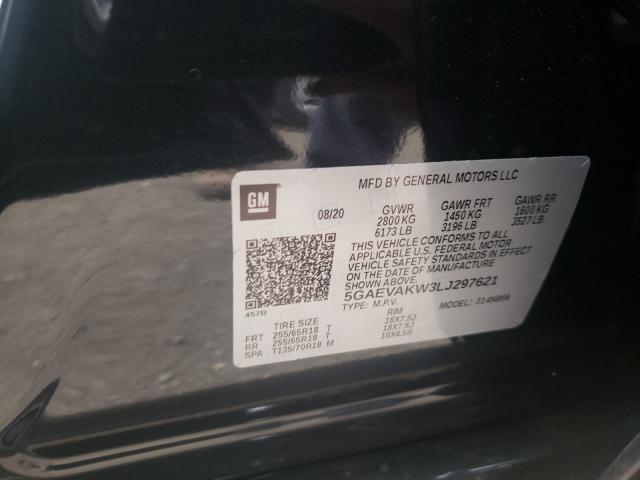 GM
MFD BY GENERAL MOTORS LLC
08/20
GVWR GAWR FRT GAWR RR
2800 KG 1450 KG 1600 KG
6173 LB 3196 LB 3527 LB
THIS VEHICLE CONFORMS TO ALL
APPLICABLE U.S. FEDERAL MOTOR
VEHICLE SAFETY STANDARDS IN EFFECT
ON THE DATE OF MANUFACTURE SHOWN ABOVE.
5GAEVAKW3LJ297621
TYPE: M.P.V. MODEL: 314NB56
457B
TIRE SIZE RIM
FRT 255/65R18 T 18X7.5J
RR 255/65R18 T 18X7.5J
SPA T135/70R18 M 18X4.5B